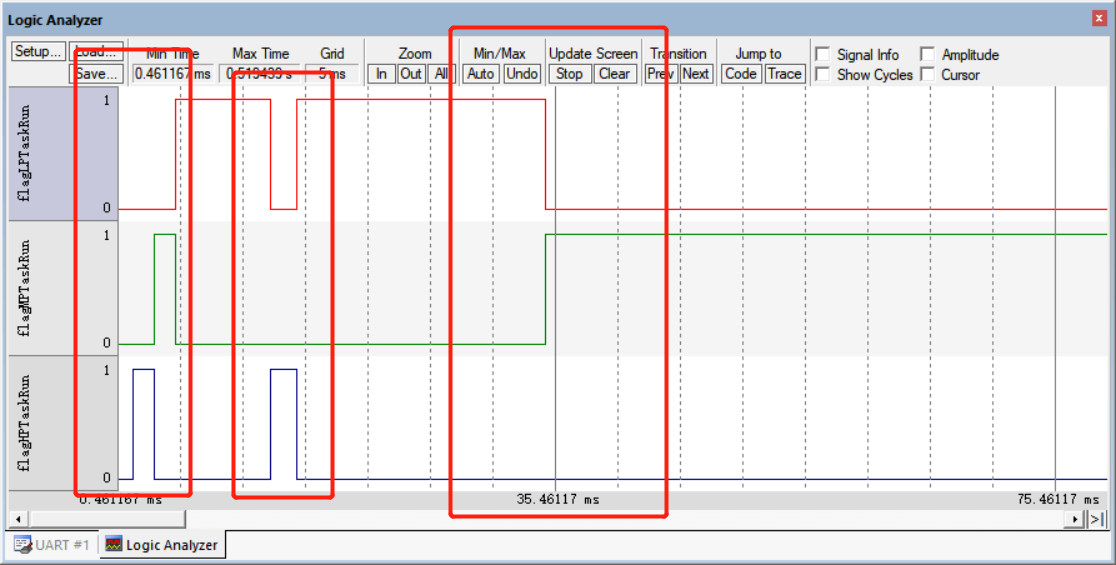 Logic Analyzer
Setup... Load... Min Time Max Time Grid Zoom Min/Max Update Screen Transition Jump to Signal Info Amplitude
Save... 0.461167 ms 0.519439 s 5 ms In Out All Auto Undo Stop Clear Prev Next Code Trace Show Cycles Cursor
flagLPTaskRun
1
0
flagMPTaskRun
1
0
flagHPTaskRun
1
0
0.461167 ms 35.46117 ms 75.46117 ms
UART #1 Logic Analyzer